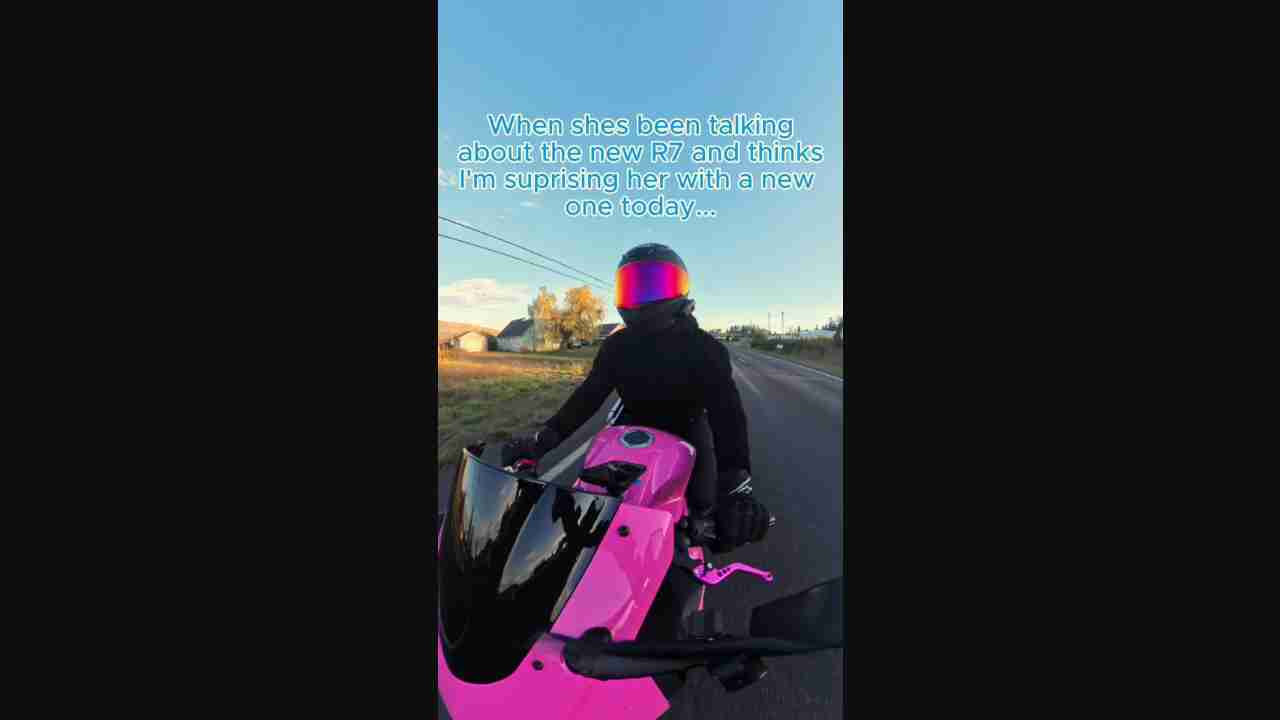 When shes been talking
about the new R7 and thinks
I'm suprising her with a new
one today...